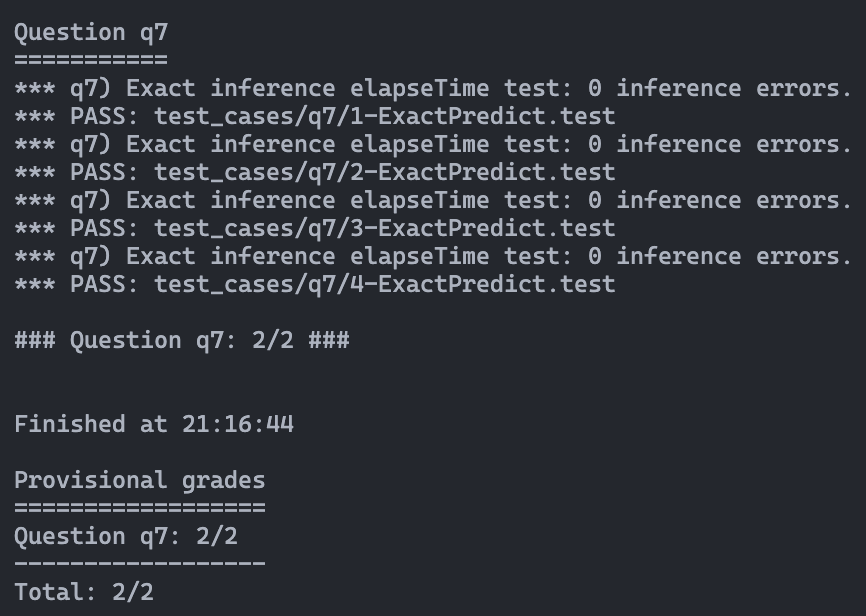 Question q7
===========
*** q7) Exact inference elapseTime test: 0 inference errors.
*** PASS: test_cases/q7/1-ExactPredict.test
*** q7) Exact inference elapseTime test: 0 inference errors.
*** PASS: test_cases/q7/2-ExactPredict.test
*** q7) Exact inference elapseTime test: 0 inference errors.
*** PASS: test_cases/q7/3-ExactPredict.test
*** q7) Exact inference elapseTime test: 0 inference errors.
*** PASS: test_cases/q7/4-ExactPredict.test
### Question q7: 2/2 ###
Finished at 21:16:44
Provisional grades
==================
Question q7: 2/2
------------------
Total: 2/2